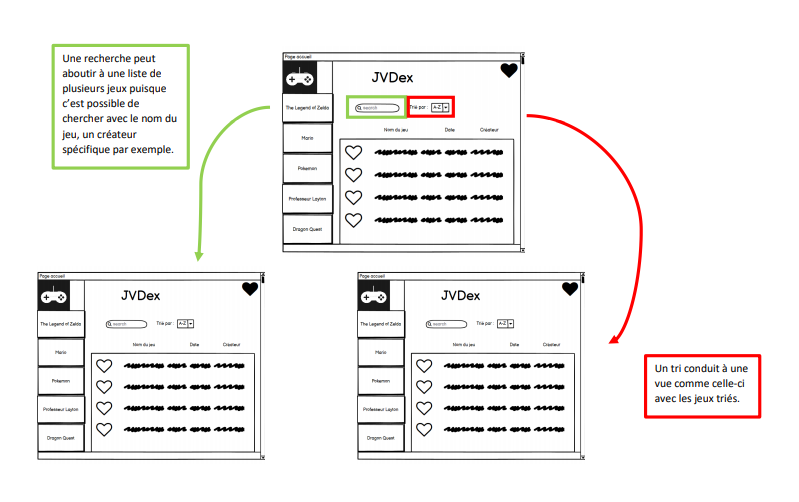 Une recherche peut
aboutir à une liste de
plusieurs jeux puisque
c'est possible de
chercher avec le nom du
jeu, un créateur
spécifique par exemple.
Page accueil
JVDex
search
Trié par : A-Z
The Legend of Zelda
Nom du jeu Date Créateur
Mario
Pokemon
Professeur Layton
Dragon Quest
Page accueil
JVDex
search
Trié par : A-Z
The Legend of Zelda
Nom du jeu Date Créateur
Mario
Pokemon
Professeur Layton
Dragon Quest
Page accueil
JVDex
search
Trié par : A-Z
The Legend of Zelda
Nom du jeu Date Créateur
Mario
Pokemon
Professeur Layton
Dragon Quest
Un tri conduit à une
vue comme celle-ci
avec les jeux triés.